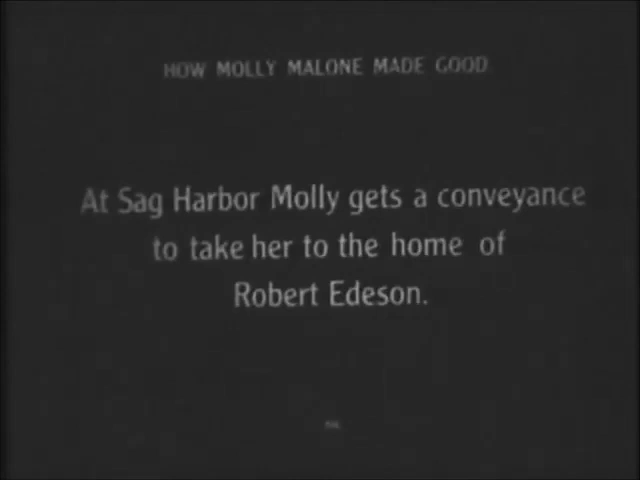 HOW MOLLY MALONE MADE GOOD
At Sag Harbor Molly gets a conveyance
to take her to the home of
Robert Edeson.